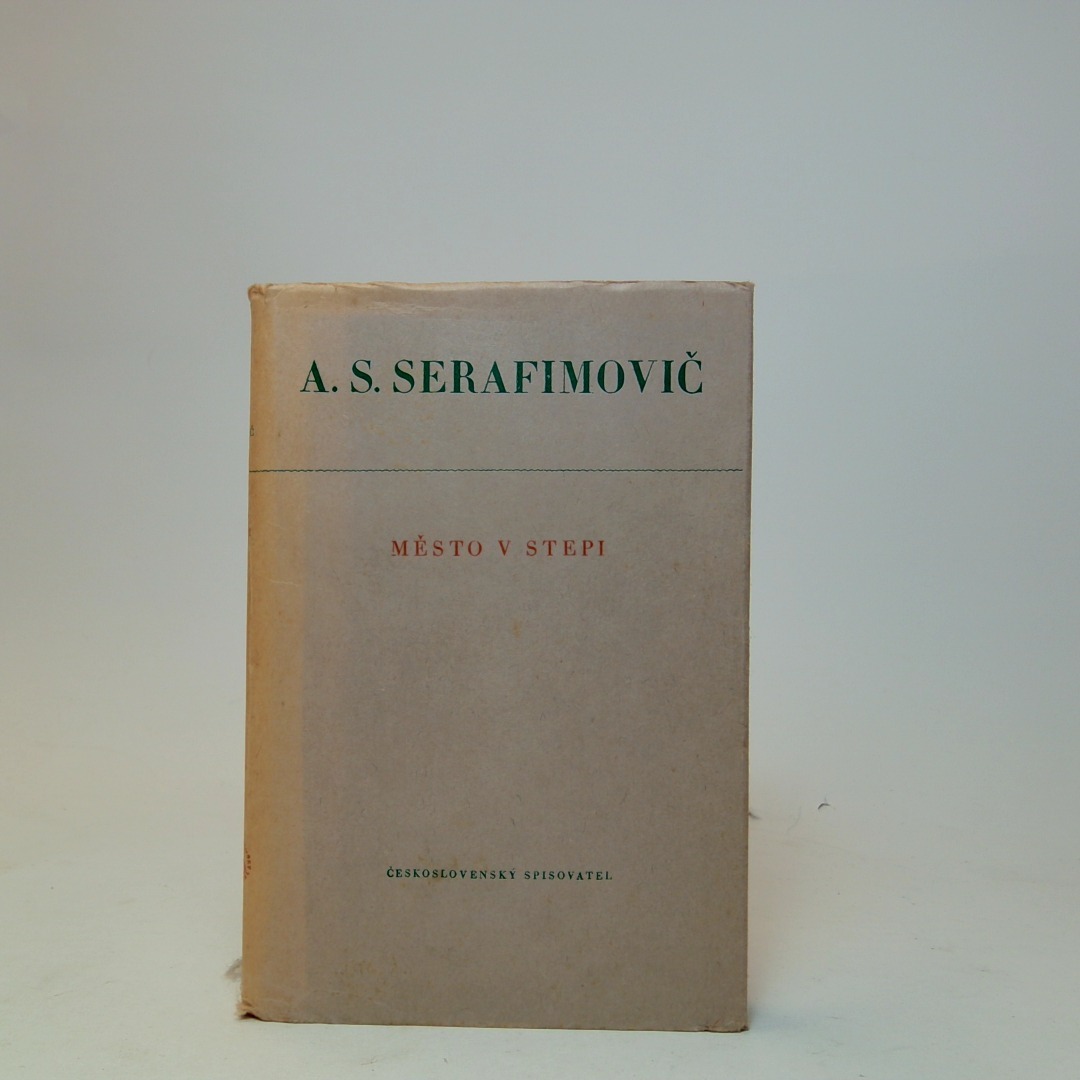 A. S. SERAFIMOVIČ
MĚSTO V STEPI
ČESKOSLOVENSKÝ SPISOVATEL